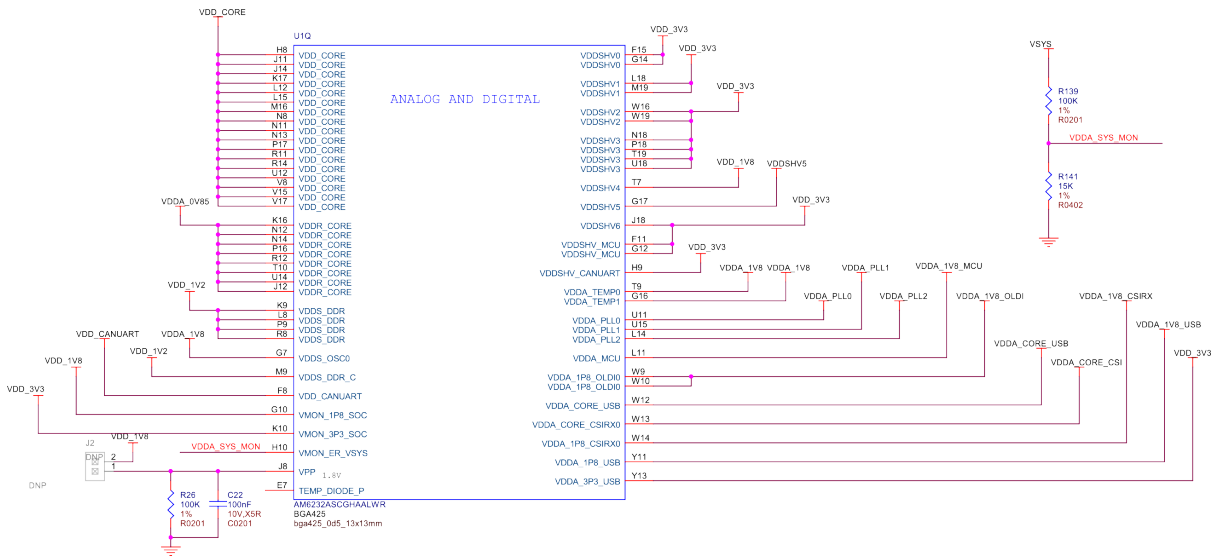 VDD_CORE
U1Q
ANALOG AND DIGITAL
H8 VDD_CORE
J11 VDD_CORE
J14 VDD_CORE
K17 VDD_CORE
L12 VDD_CORE
L15 VDD_CORE
M16 VDD_CORE
N8 VDD_CORE
N11 VDD_CORE
N13 VDD_CORE
P17 VDD_CORE
R11 VDD_CORE
R14 VDD_CORE
U12 VDD_CORE
V8 VDD_CORE
V15 VDD_CORE
V17 VDD_CORE
VDDA_0V85
K16 VDDR_CORE
N12 VDDR_CORE
N14 VDDR_CORE
P16 VDDR_CORE
R12 VDDR_CORE
T10 VDDR_CORE
U14 VDDR_CORE
J12 VDDR_CORE
VDD_1V2
K9 VDDS_DDR
L8 VDDS_DDR
P9 VDDS_DDR
R8 VDDS_DDR
VDD_CANUART
VDDA_1V8
G7 VDDS_OSC0
VDD_1V2
M9 VDDS_DDR_C
VDD_1V8
F8 VDD_CANUART
VDD_3V3
G10 VMON_1P8_SOC
K10 VMON_3P3_SOC
VDDA_SYS_MON
H10 VMON_ER_VSYS
J2
VDD_1V8
DNP
2
1
DNP
J8 VPP
1.8V
E7 TEMP_DIODE_P
R26
100K
1%
R0201
C22
100nF
10V,X5R
C0201
AM6232ASCGHAALWR
BGA425
bga425_0d5_13x13mm
VDD_3V3
VDDSHV0 F15
VDDSHV0 G14
VDD_3V3
VDDSHV1 L18
VDDSHV1 M19
VDD_3V3
VDDSHV2 W16
VDDSHV2 W19
VDDSHV3 N18
VDDSHV3 P18
VDDSHV3 T19
VDDSHV3 U18
VDD_1V8
VDDSHV4 T7
VDDSHV5
VDDSHV5 G17
VDD_3V3
VDDSHV6 J18
VDDSHV_MCU F11
VDDSHV_MCU G12
VDD_3V3
VDDSHV_CANUART H9
VDDA_1V8
VDDA_1V8
VDDA_TEMP0 T9
VDDA_TEMP1 G16
VDDA_PLL0
VDDA_PLL1
VDDA_PLL2
VDDA_PLL0 U11
VDDA_PLL1 U15
VDDA_PLL2 L14
VDDA_1V8_MCU
VDDA_MCU L11
VDDA_1V8_OLDI
VDDA_1P8_OLDI0 W9
VDDA_1P8_OLDI0 W10
VDDA_CORE_USB
VDDA_CORE_USB W12
VDDA_CORE_CSI
VDDA_CORE_CSIRX0 W13
VDDA_1V8_CSIRX
VDDA_1P8_CSIRX0 W14
VDDA_1V8_USB
VDDA_1P8_USB Y11
VDD_3V3
VDDA_3P3_USB Y13
VSYS
R139
100K
1%
R0201
VDDA_SYS_MON
R141
15K
1%
R0402